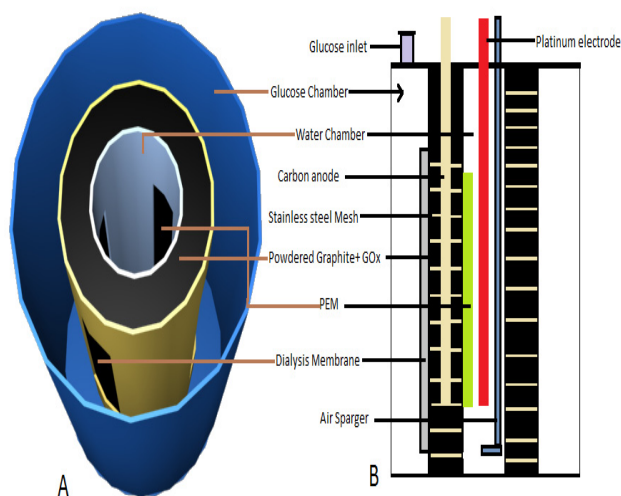 Glucose inlet
Platinum electrode
Glucose Chamber
Water Chamber
Carbon anode
Stainless steel Mesh
Powdered Graphite+ GOx
PEM
Dialysis Membrane
Air Sparger
A
B